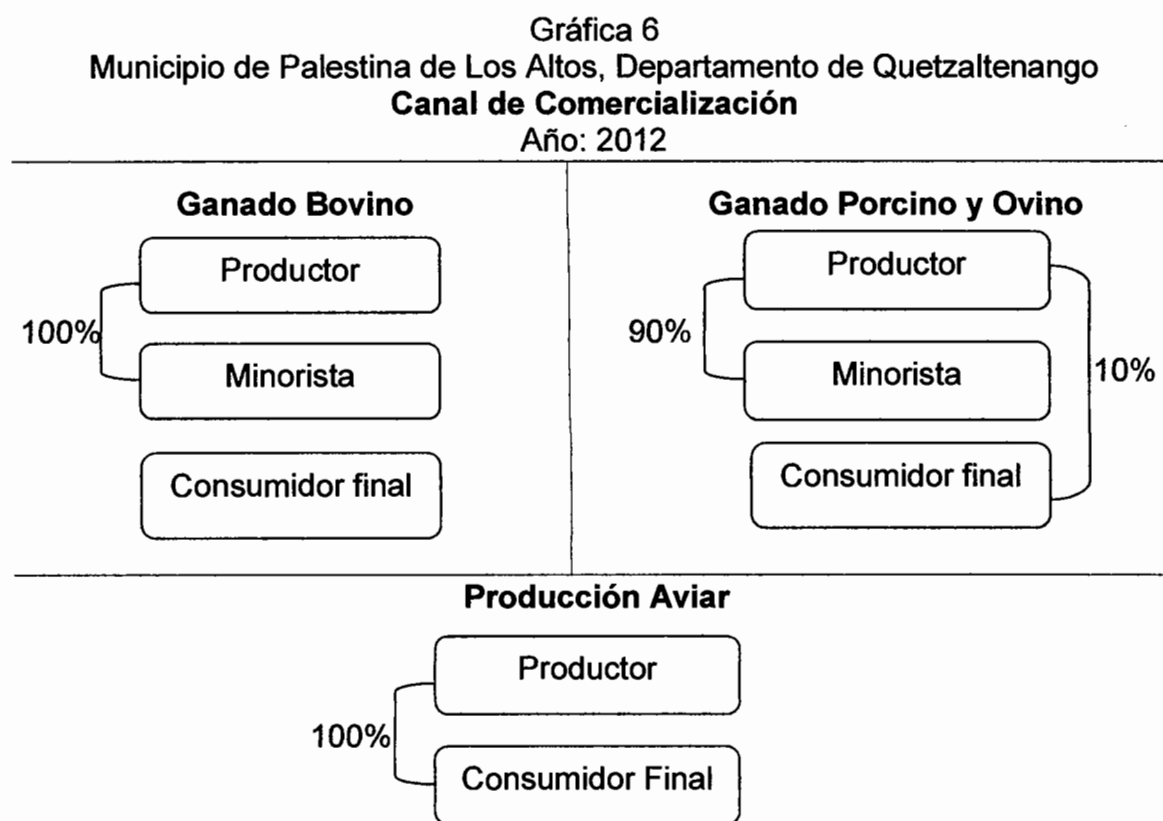 Gráfica 6
Municipio de Palestina de Los Altos, Departamento de Quetzaltenango
Canal de Comercialización
Año: 2012
Ganado Bovino
Productor
100%
Minorista
Consumidor final
Ganado Porcino y Ovino
Productor
90%
Minorista
10%
Consumidor final
Producción Aviar
Productor
100%
Consumidor Final